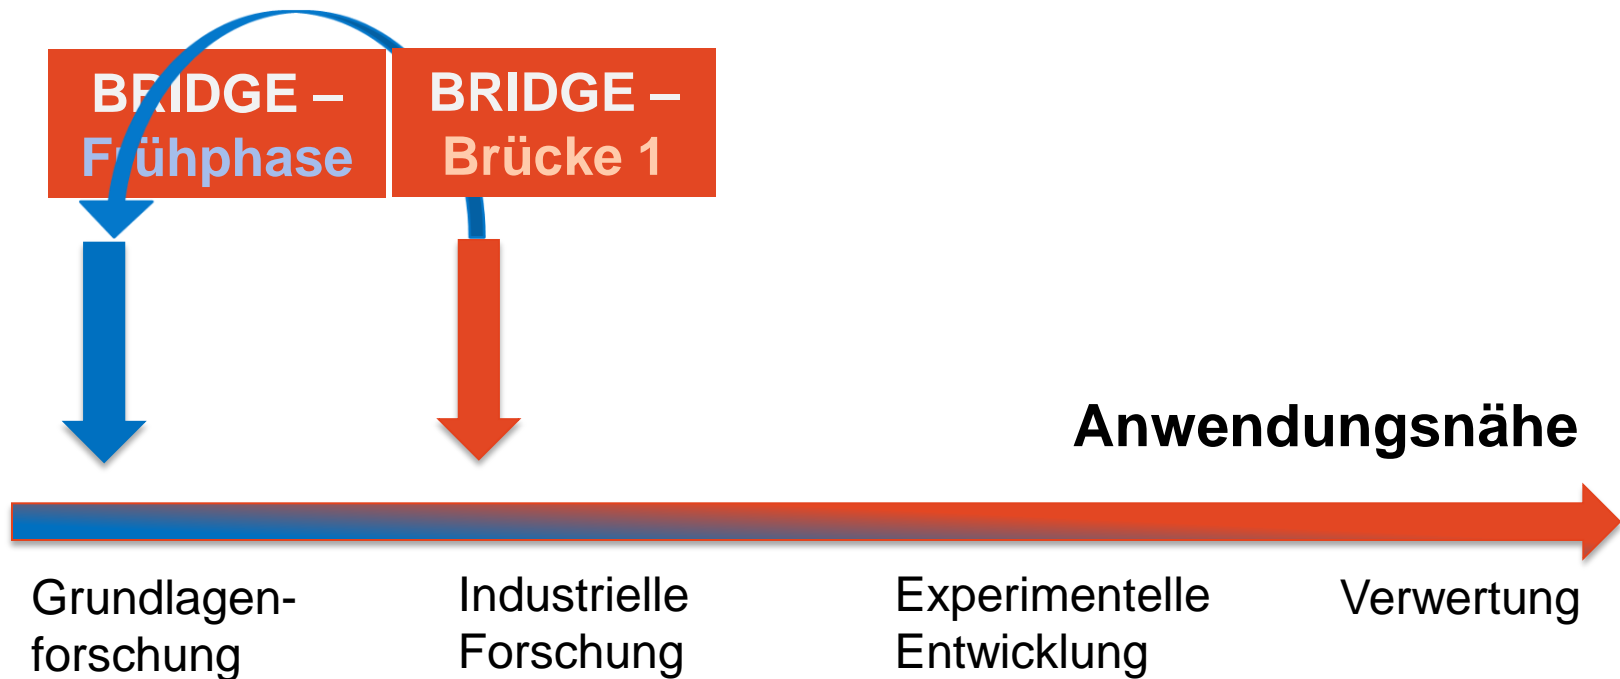 BRIDGE –
Frühphase
BRIDGE –
Brücke 1
Anwendungsnähe
Grundlagen-
forschung
Industrielle
Forschung
Experimentelle
Entwicklung
Verwertung